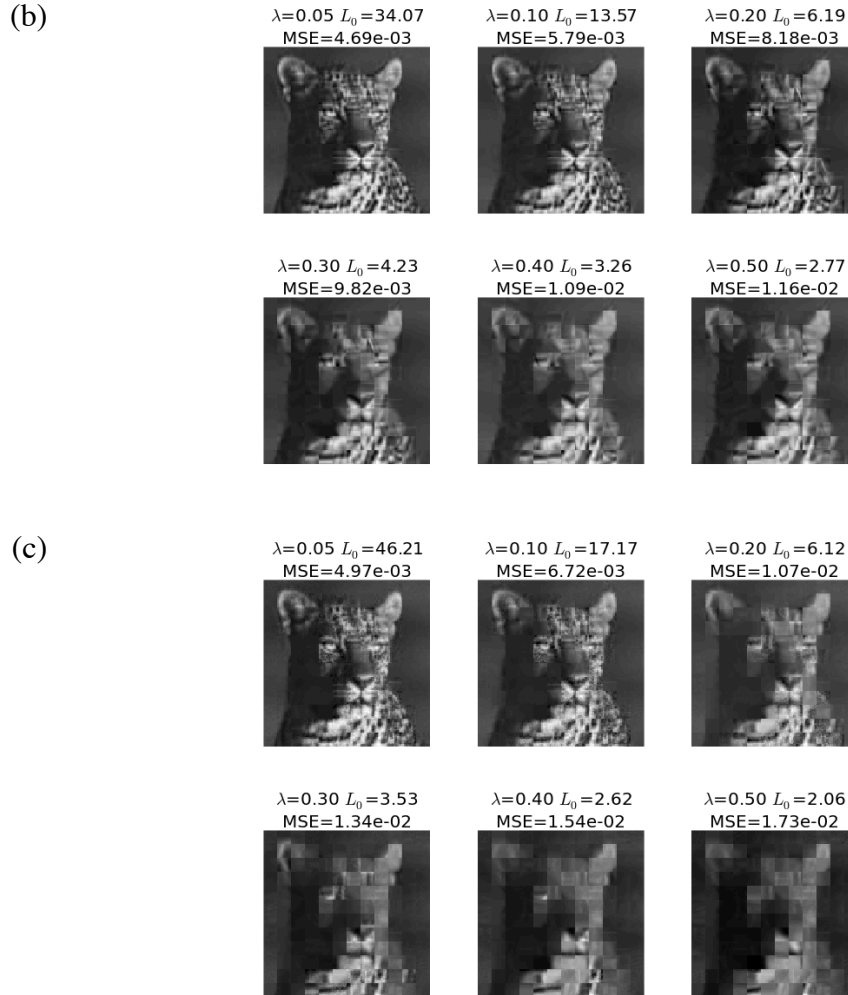 (b)
λ=0.05 L₀=34.07
MSE=4.69e-03
λ=0.10 L₀=13.57
MSE=5.79e-03
λ=0.20 L₀=6.19
MSE=8.18e-03
λ=0.30 L₀=4.23
MSE=9.82e-03
λ=0.40 L₀=3.26
MSE=1.09e-02
λ=0.50 L₀=2.77
MSE=1.16e-02
(c)
λ=0.05 L₀=46.21
MSE=4.97e-03
λ=0.10 L₀=17.17
MSE=6.72e-03
λ=0.20 L₀=6.12
MSE=1.07e-02
λ=0.30 L₀=3.53
MSE=1.34e-02
λ=0.40 L₀=2.62
MSE=1.54e-02
λ=0.50 L₀=2.06
MSE=1.73e-02